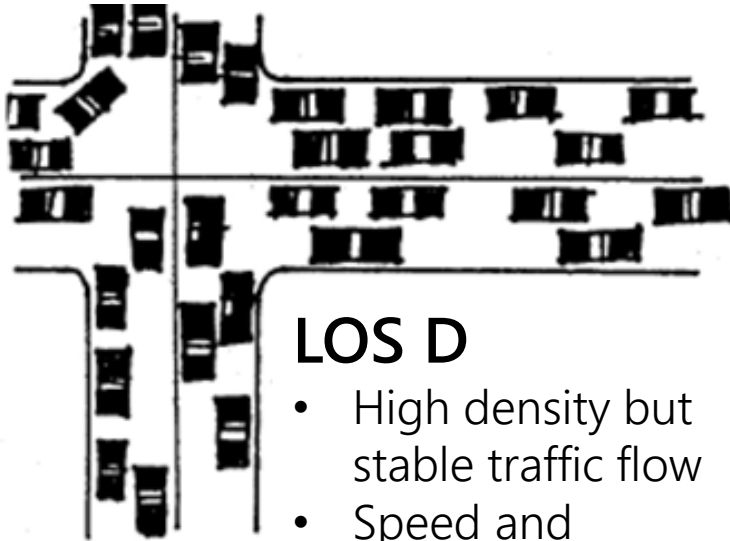 LOS D
• High density but
stable traffic flow
• Speed and